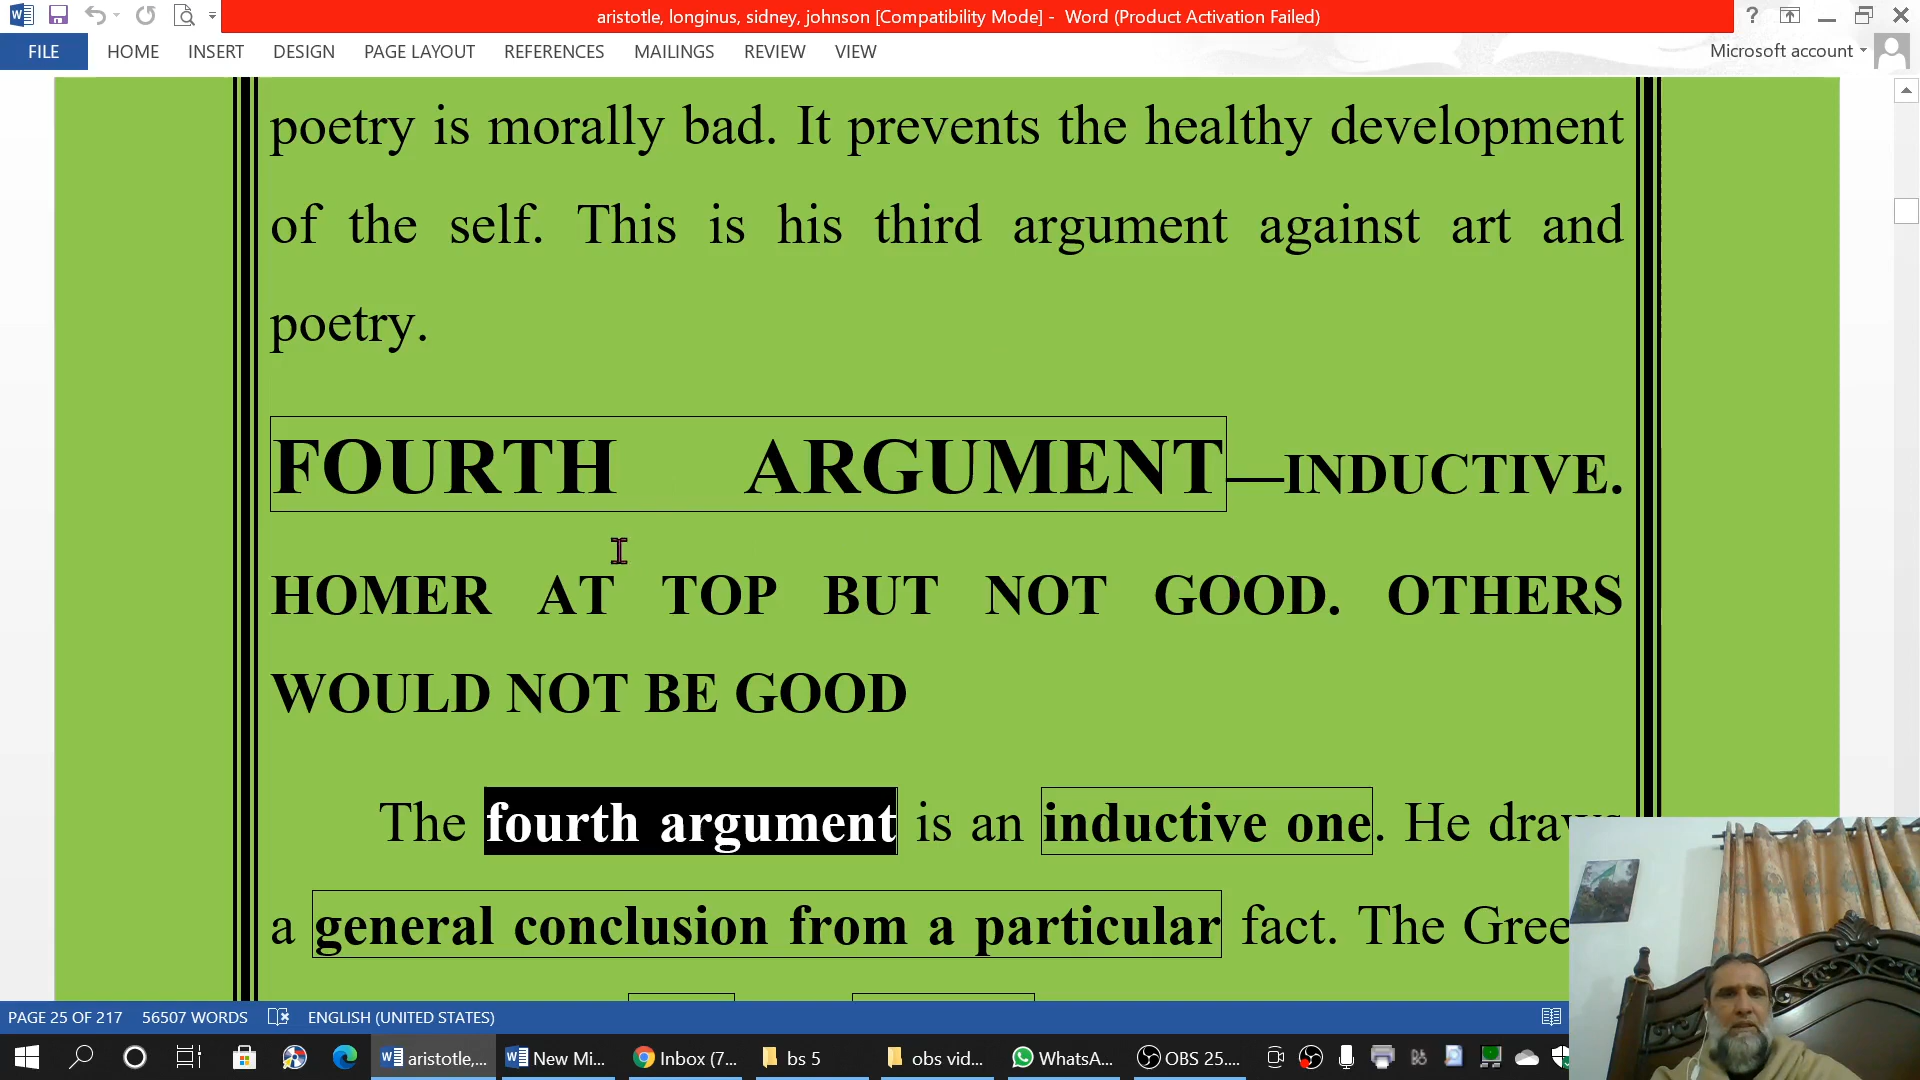 aristotle, longinus, sidney, johnson [Compatibility Mode] - Word (Product Activation Failed)
FILE HOME INSERT DESIGN PAGE LAYOUT REFERENCES MAILINGS REVIEW VIEW Microsoft account
poetry is morally bad. It prevents the healthy development
of the self. This is his third argument against art and
poetry.
FOURTH ARGUMENT—INDUCTIVE.
HOMER AT TOP BUT NOT GOOD. OTHERS
WOULD NOT BE GOOD
The fourth argument is an inductive one. He draws
a general conclusion from a particular fact. The Gree
PAGE 25 OF 217 56507 WORDS ENGLISH (UNITED STATES)
aristotle,... New Mi... Inbox (7... bs 5 obs vid... WhatsA... OBS 25....